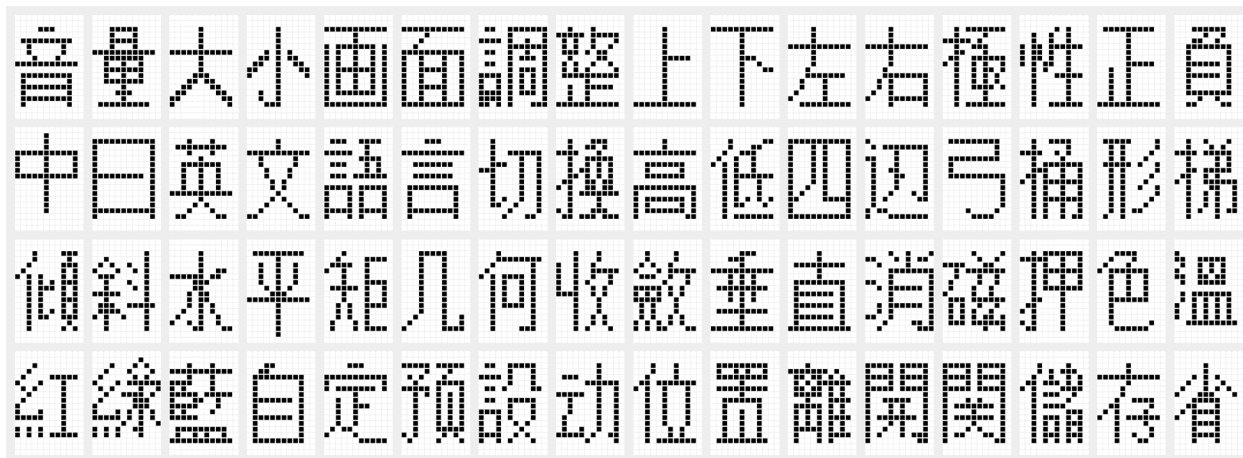 音量大小画面調整上下左右極性正負
中日英文語言切換高低四边弓桶形梯
傾斜水平矩几何收斂垂直消磁押色温
紅綠藍自定預設动位置離開関儲存省